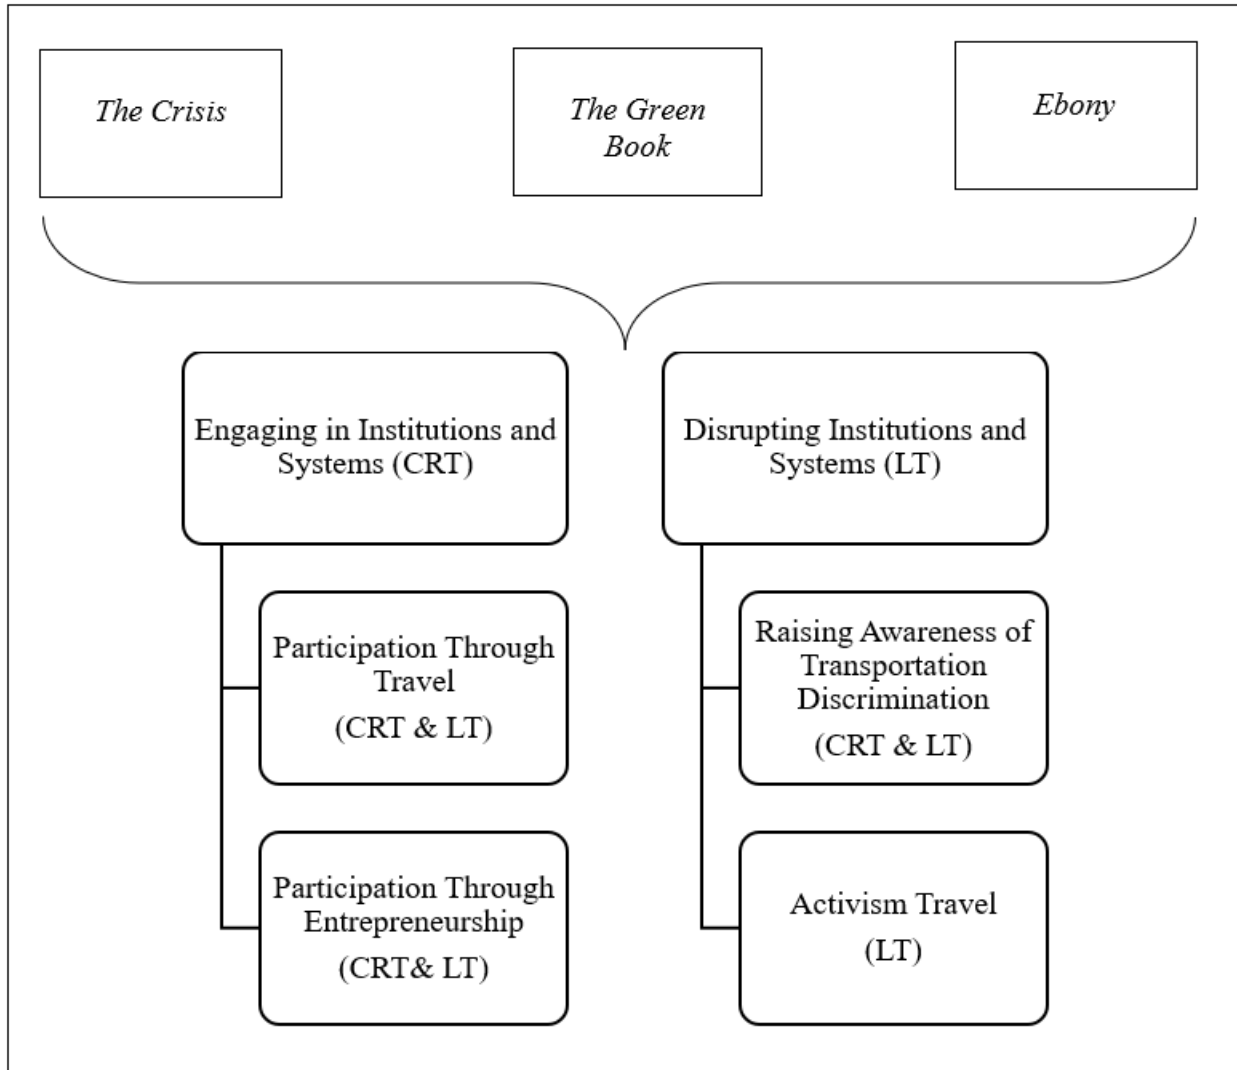 The Crisis
The Green
Book
Ebony
Engaging in Institutions and
Systems (CRT)
Participation Through
Travel
(CRT & LT)
Participation Through
Entrepreneurship
(CRT& LT)
Disrupting Institutions and
Systems (LT)
Raising Awareness of
Transportation
Discrimination
(CRT & LT)
Activism Travel
(LT)